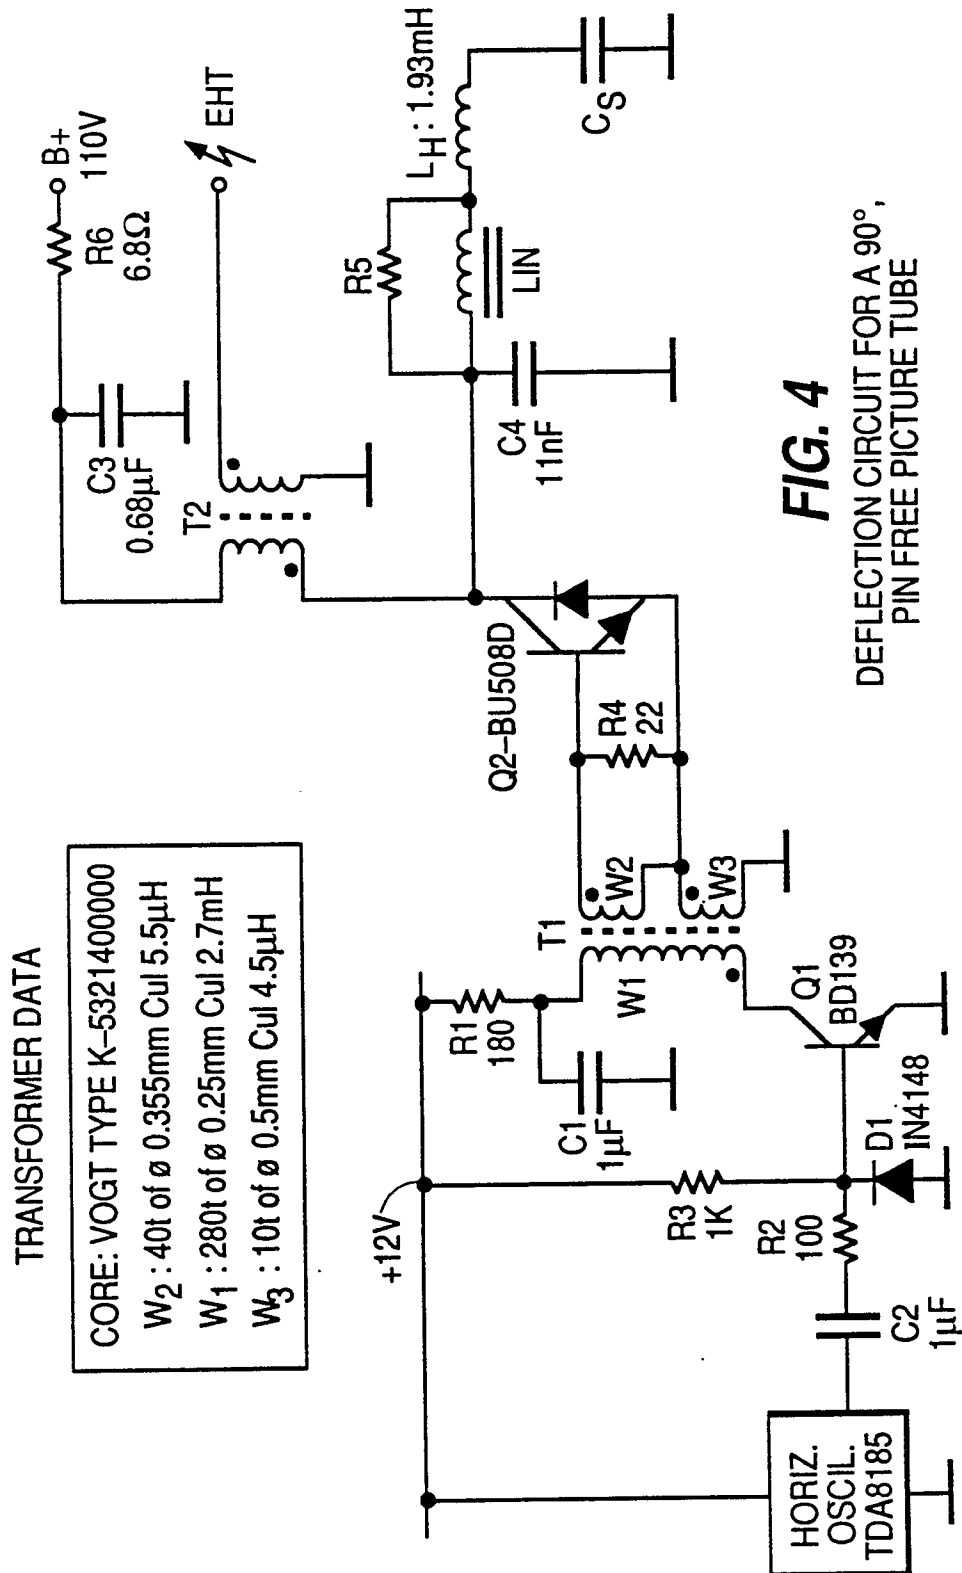 TRANSFORMER DATA
CORE: VOGT TYPE K–5321400000
W2 : 40t of ø 0.355mm Cul 5.5µH
W1 : 280t of ø 0.25mm Cul 2.7mH
W3 : 10t of ø 0.5mm Cul 4.5µH
+12V
HORIZ.
OSCIL.
TDA8185
C2
1µF
R2
100
R3
1K
D1
IN4148
C1
1µF
R1
180
Q1
BD139
T1
W1
W2
W3
R4
22
Q2–BU508D
T2
C3
0.68µF
R6
6.8Ω
B+
110V
EHT
C4
11nF
R5
LIN
LH : 1.93mH
CS
FIG. 4
DEFLECTION CIRCUIT FOR A 90°,
PIN FREE PICTURE TUBE